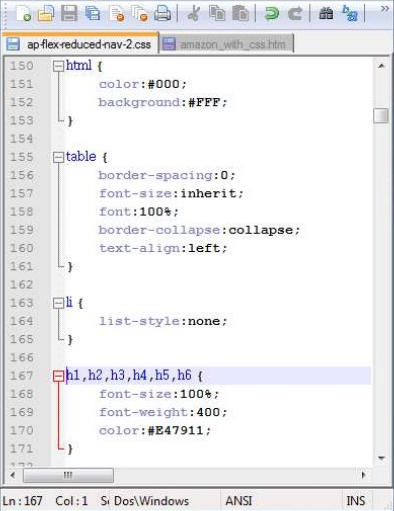 ap-flex-reduced-nav-2.css amazon_with_css.htm
150 html {
151 color:#000;
152 background:#FFF;
153 }
154
155 table {
156 border-spacing:0;
157 font-size:inherit;
158 font:100%;
159 border-collapse:collapse;
160 text-align:left;
161 }
162
163 li {
164 list-style:none;
165 }
166
167 h1,h2,h3,h4,h5,h6 {
168 font-size:100%;
169 font-weight:400;
170 color:#E47911;
171 }
Ln:167 Col:1 S Dos\Windows ANSI INS